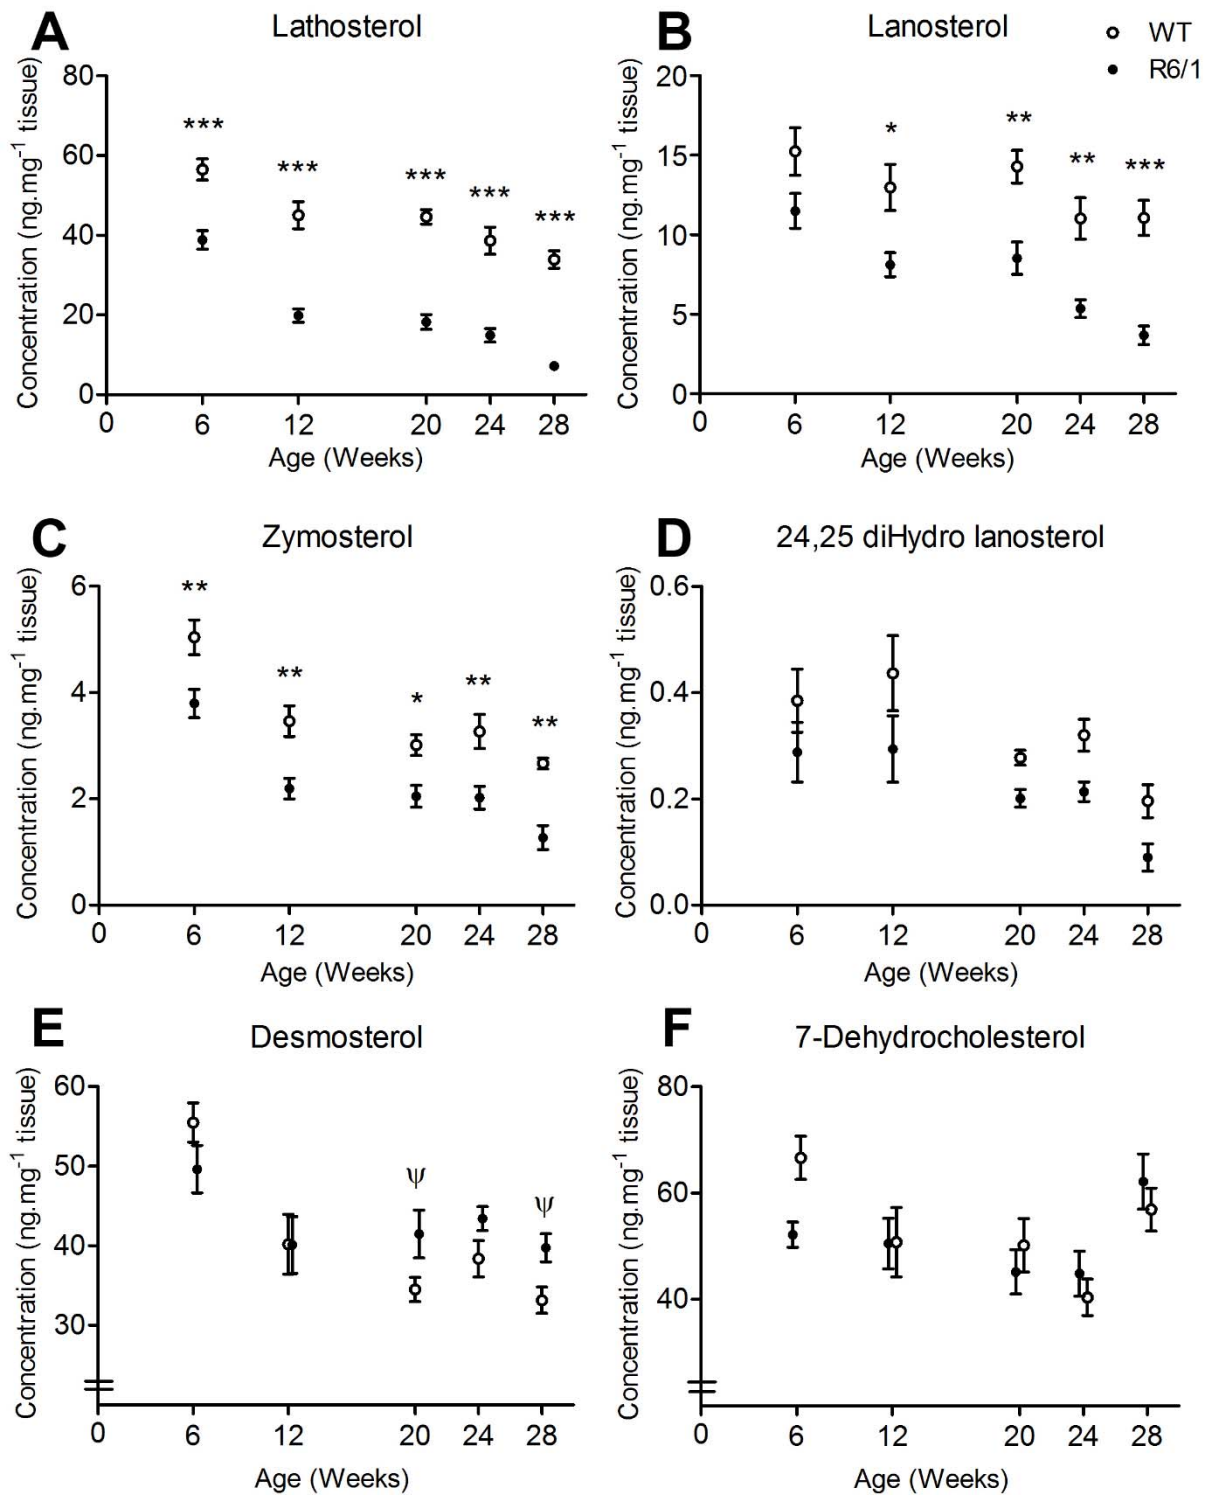 A
Lathosterol
Concentration (ng.mg⁻¹ tissue)
80
60
40
20
0
***
***
***
***
***
0 6 12 20 24 28
Age (Weeks)
B
Lanosterol
WT
R6/1
Concentration (ng.mg⁻¹ tissue)
20
15
10
5
0
*
**
**
***
0 6 12 20 24 28
Age (Weeks)
C
Zymosterol
Concentration (ng.mg⁻¹ tissue)
6
4
2
0
**
**
*
**
**
0 6 12 20 24 28
Age (Weeks)
D
24,25 diHydro lanosterol
Concentration (ng.mg⁻¹ tissue)
0.6
0.4
0.2
0.0
0 6 12 20 24 28
Age (Weeks)
E
Desmosterol
Concentration (ng.mg⁻¹ tissue)
60
50
40
30
ψ
ψ
0 6 12 20 24 28
Age (Weeks)
F
7-Dehydrocholesterol
Concentration (ng.mg⁻¹ tissue)
80
60
40
0 6 12 20 24 28
Age (Weeks)